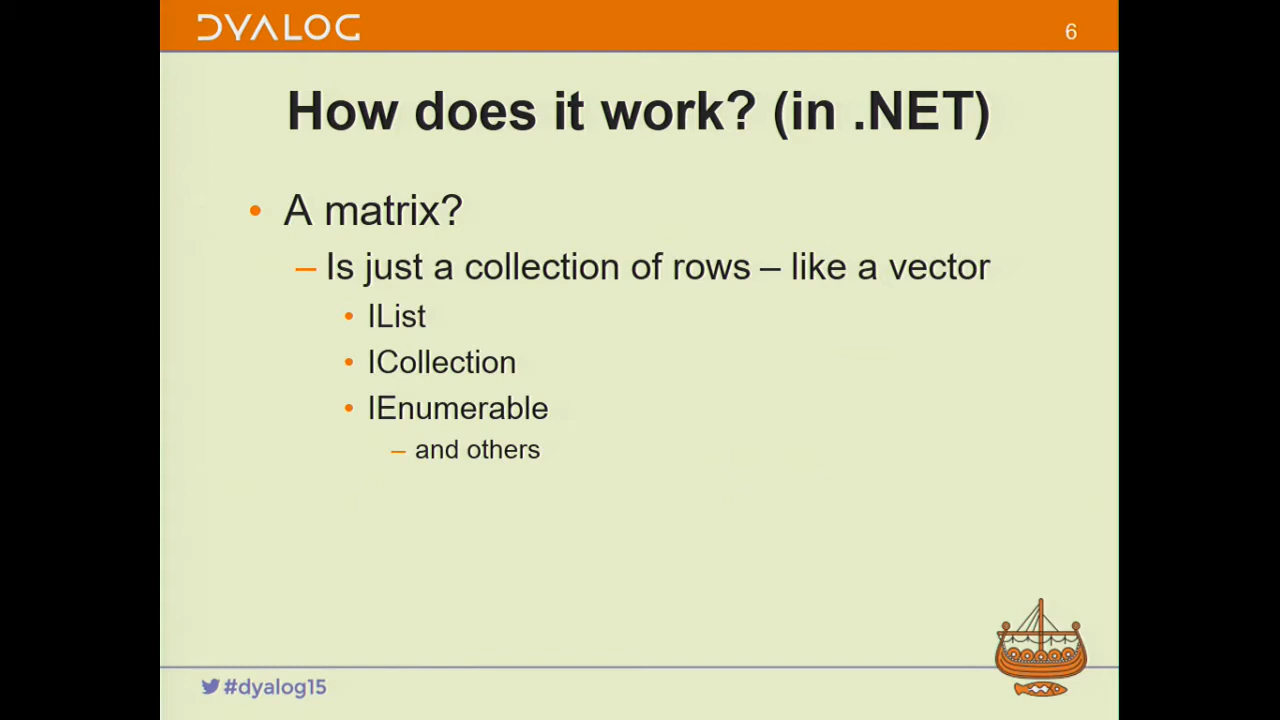 DYALOG
6
How does it work? (in .NET)
• A matrix?
– Is just a collection of rows – like a vector
• IList
• ICollection
• IEnumerable
– and others
#dyalog15